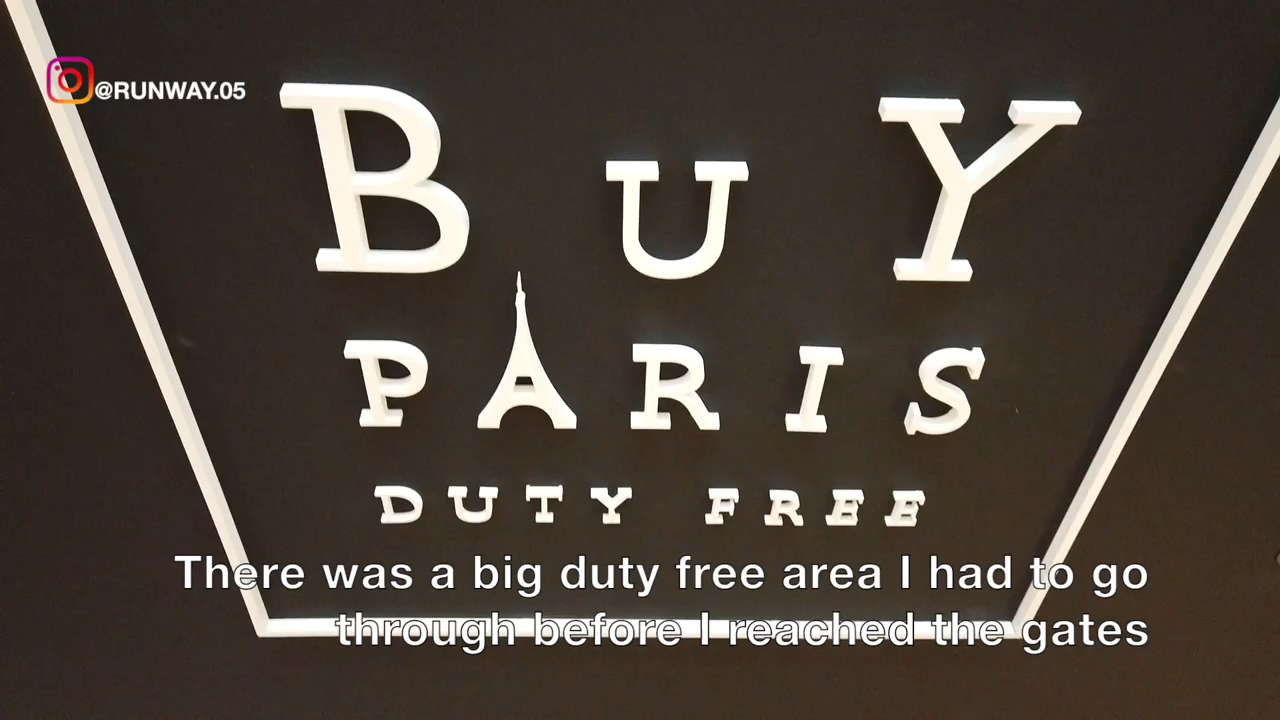 @RUNWAY.05
BUY
PARIS
DUTY FREE
There was a big duty free area I had to go
through before I reached the gates